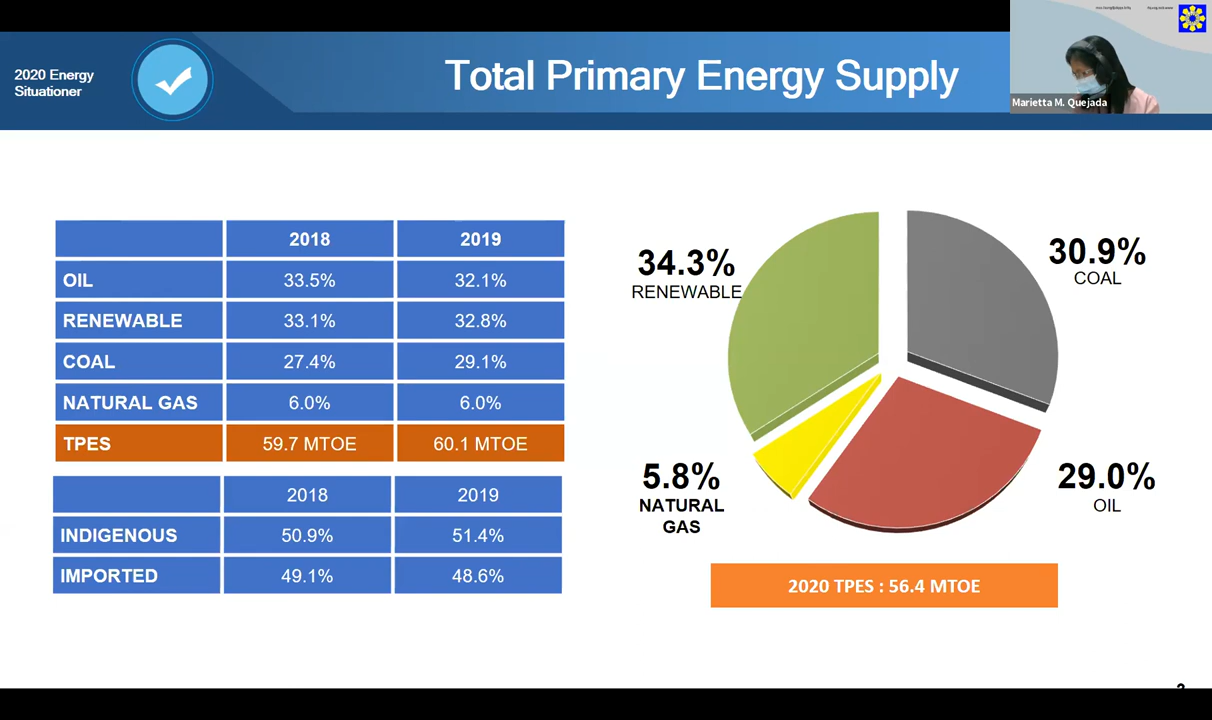 2020 Energy
Situationer
Total Primary Energy Supply
Marietta M. Quejada
2018 2019
OIL 33.5% 32.1%
RENEWABLE 33.1% 32.8%
COAL 27.4% 29.1%
NATURAL GAS 6.0% 6.0%
TPES 59.7 MTOE 60.1 MTOE
2018 2019
INDIGENOUS 50.9% 51.4%
IMPORTED 49.1% 48.6%
34.3%
RENEWABLE
30.9%
COAL
5.8%
NATURAL
GAS
29.0%
OIL
2020 TPES : 56.4 MTOE